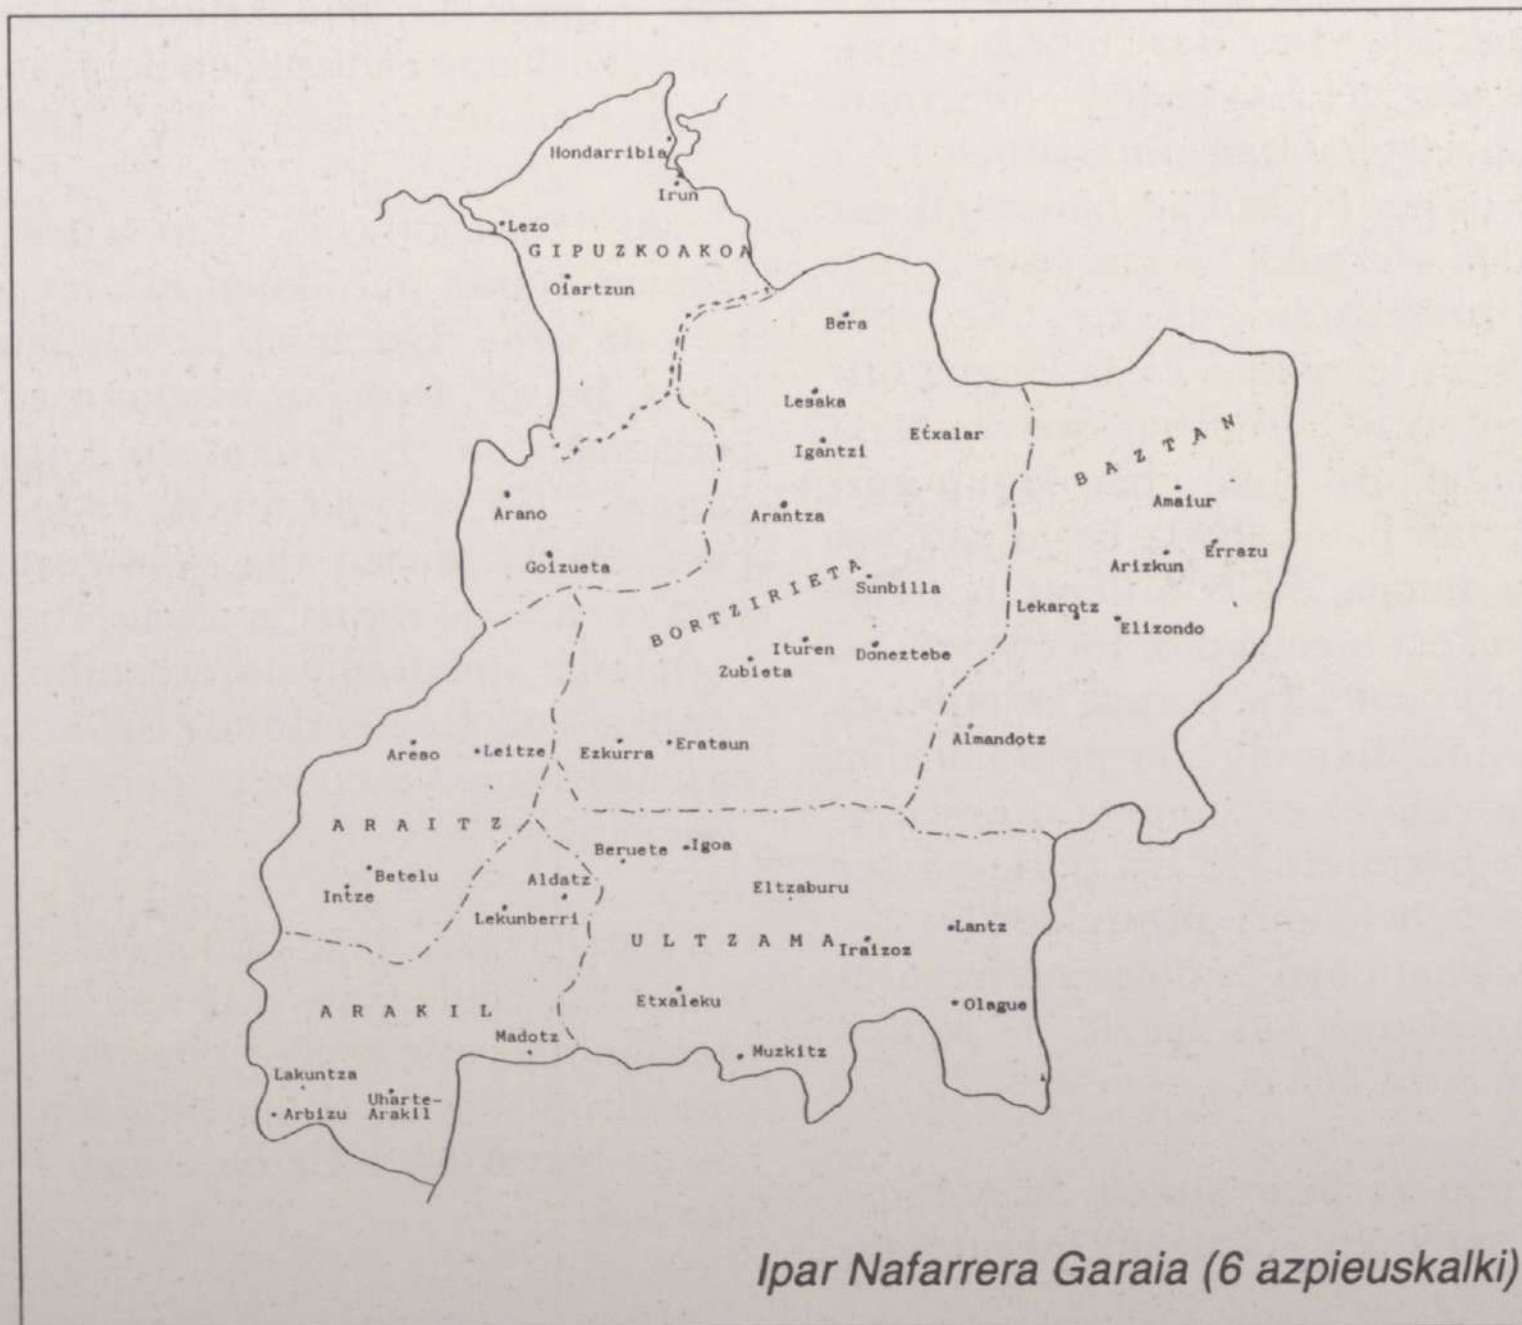 Hondarribia
Irun
Lezo
GIPUZKOAKOA
Oiartzun
Bera
Lesaka
Etxalar
Igantzi
BAZTAN
Amaiur
Arano
Arantza
Errazu
Arizkun
Goizueta
BORTZIRIETA
Sunbilla
Lekarotz
Elizondo
Ituren
Doneztebe
Zubieta
Areso
Leitze
Ezkurra
Eratsun
Almandotz
ARAITZ
Beruete
Igoa
Betelu
Aldatz
Eltzaburu
Intze
Lekunberri
Lantz
ULTZAMA
Iraizoz
Etxaleku
Olague
ARAKIL
Madotz
Muzkitz
Lakuntza
Uharte-
Arakil
Arbizu
Ipar Nafarrera Garaia (6 azpieuskalki)